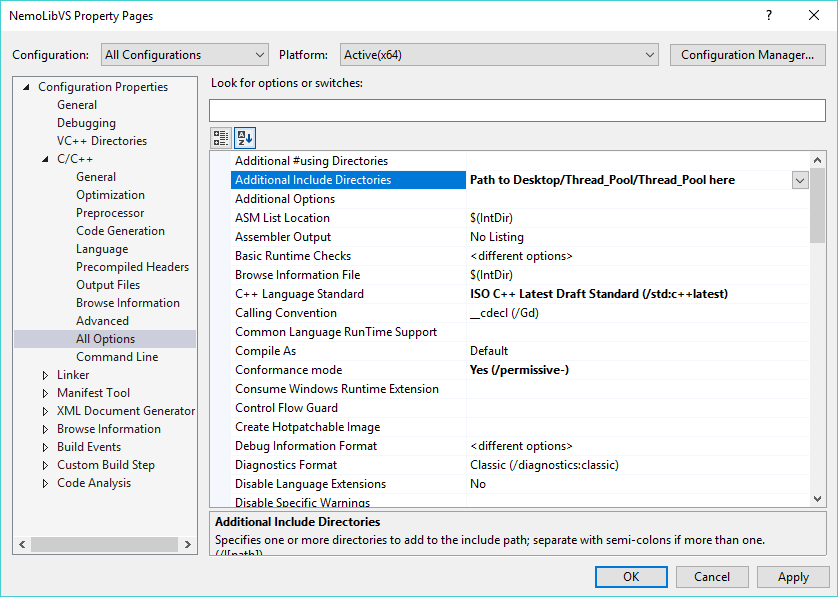 NemoLibVS Property Pages
?
Configuration: All Configurations Platform: Active(x64) Configuration Manager...
Configuration Properties
General
Debugging
VC++ Directories
C/C++
General
Optimization
Preprocessor
Code Generation
Language
Precompiled Headers
Output Files
Browse Information
Advanced
All Options
Command Line
Linker
Manifest Tool
XML Document Generator
Browse Information
Build Events
Custom Build Step
Code Analysis
Look for options or switches:
Additional #using Directories
Additional Include Directories Path to Desktop/Thread_Pool/Thread_Pool here
Additional Options
ASM List Location $(IntDir)
Assembler Output No Listing
Basic Runtime Checks <different options>
Browse Information File $(IntDir)
C++ Language Standard ISO C++ Latest Draft Standard (/std:c++latest)
Calling Convention __cdecl (/Gd)
Common Language RunTime Support
Compile As Default
Conformance mode Yes (/permissive-)
Consume Windows Runtime Extension
Control Flow Guard
Create Hotpatchable Image
Debug Information Format <different options>
Diagnostics Format Classic (/diagnostics:classic)
Disable Language Extensions No
Disable Specific Warnings
Additional Include Directories
Specifies one or more directories to add to the include path; separate with semi-colons if more than one.
(/I[path])
OK Cancel Apply